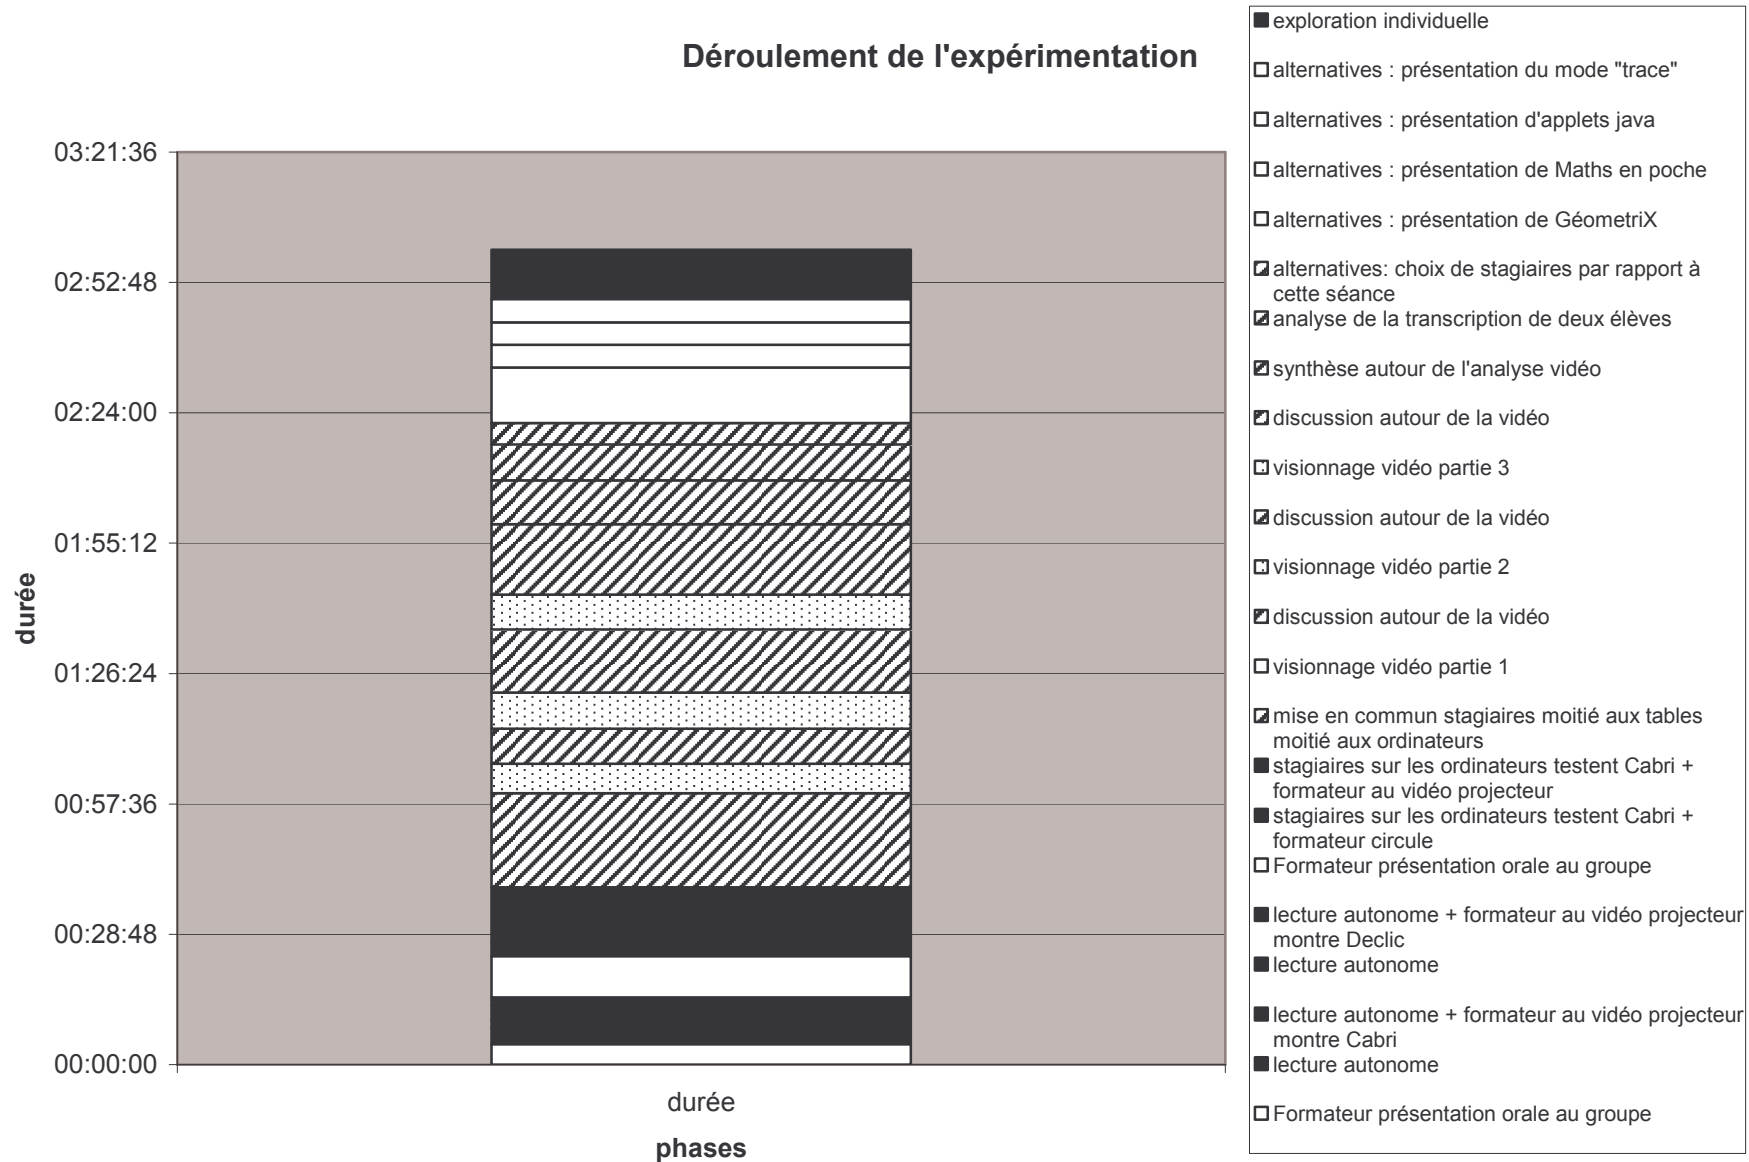 Déroulement de l'expérimentation
03:21:36
02:52:48
02:24:00
01:55:12
01:26:24
00:57:36
00:28:48
00:00:00
durée
durée
phases
exploration individuelle
alternatives : présentation du mode "trace"
alternatives : présentation d'applets java
alternatives : présentation de Maths en poche
alternatives : présentation de GéometriX
alternatives: choix de stagiaires par rapport à
cette séance
analyse de la transcription de deux élèves
synthèse autour de l'analyse vidéo
discussion autour de la vidéo
visionnage vidéo partie 3
discussion autour de la vidéo
visionnage vidéo partie 2
discussion autour de la vidéo
visionnage vidéo partie 1
mise en commun stagiaires moitié aux tables
moitié aux ordinateurs
stagiaires sur les ordinateurs testent Cabri +
formateur au vidéo projecteur
stagiaires sur les ordinateurs testent Cabri +
formateur circule
Formateur présentation orale au groupe
lecture autonome + formateur au vidéo projecteur
montre Declic
lecture autonome
lecture autonome + formateur au vidéo projecteur
montre Cabri
lecture autonome
Formateur présentation orale au groupe